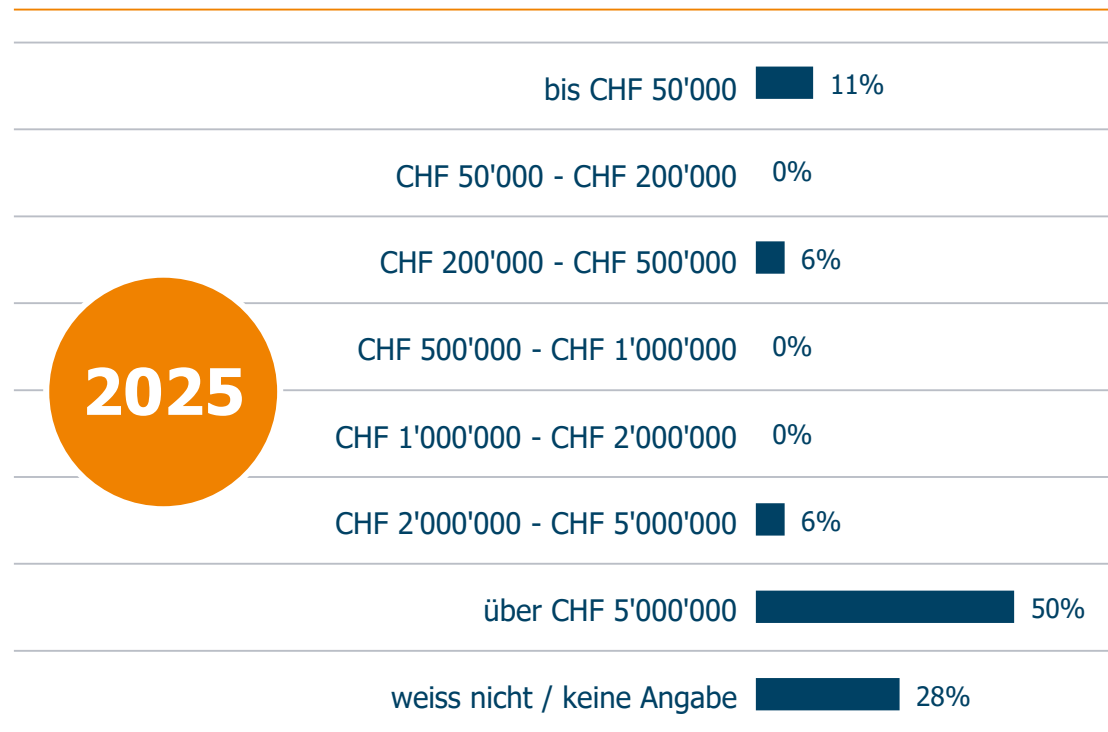 bis CHF 50'000 11%
CHF 50'000 - CHF 200'000 0%
CHF 200'000 - CHF 500'000 6%
CHF 500'000 - CHF 1'000'000 0%
2025
CHF 1'000'000 - CHF 2'000'000 0%
CHF 2'000'000 - CHF 5'000'000 6%
über CHF 5'000'000 50%
weiss nicht / keine Angabe 28%